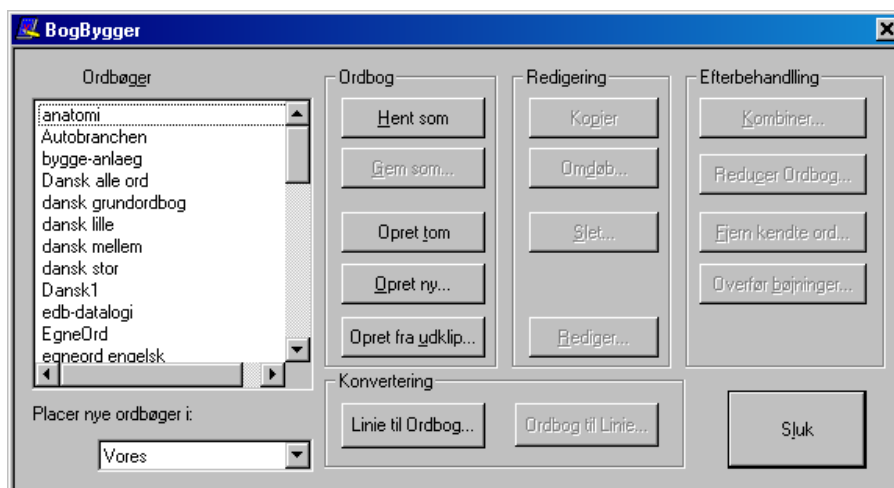 BogBygger
Ordbøger
anatomi
Autobranchen
bygge-anlaeg
Dansk alle ord
dansk grundordbog
dansk lille
dansk mellem
dansk stor
Dansk1
edb-datalogi
EgneOrd
egneord engelsk
Placer nye ordbøger i:
Vores
Ordbog
Hent som
Gem som...
Opret tom
Opret ny...
Opret fra udklip...
Redigering
Kopier
Omdøb...
Slet...
Rediger...
Efterbehandlling
Kombiner...
Reducer Ordbog...
Fjern kendte ord...
Overfør bøjninger...
Konvertering
Linie til Ordbog...
Ordbog til Linie...
Sluk